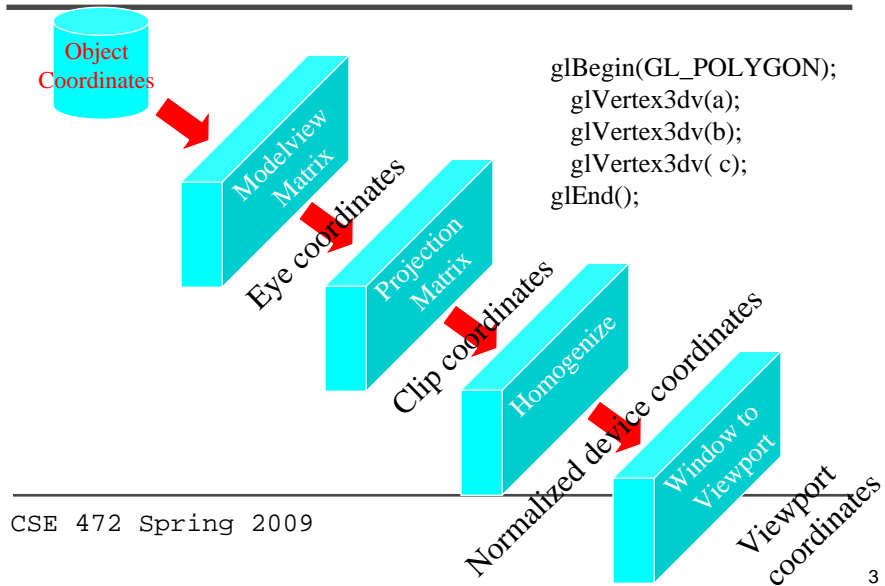 Object
Coordinates
glBegin(GL_POLYGON);
glVertex3dv(a);
glVertex3dv(b);
glVertex3dv( c);
glEnd();
Modelview
Matrix
Eye coordinates
Projection
Matrix
Clip coordinates
Homogenize
Normalized device coordinates
Window to
Viewport
Viewport
coordinates
CSE 472 Spring 2009
3